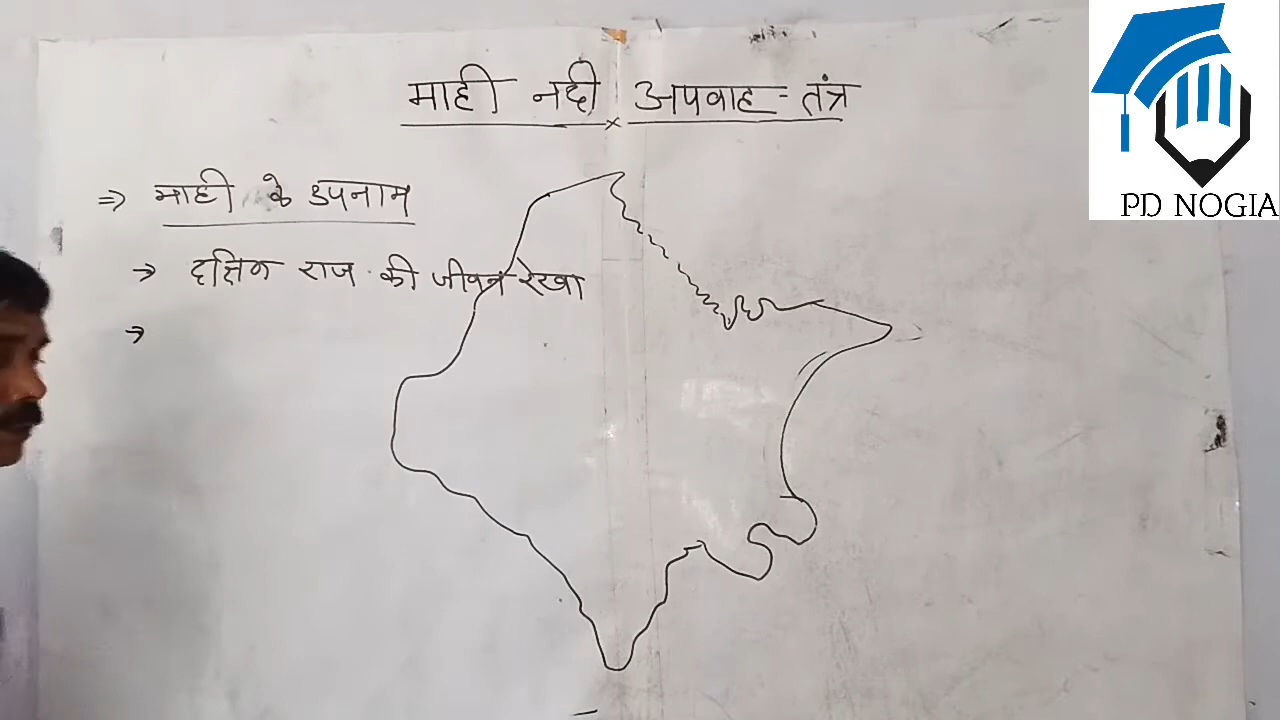 माही नदी अपवाह-तंत्र
PD NOGIA
⇒ माही के उपनाम
→ दक्षिण राज. की जीवन रेखा
→